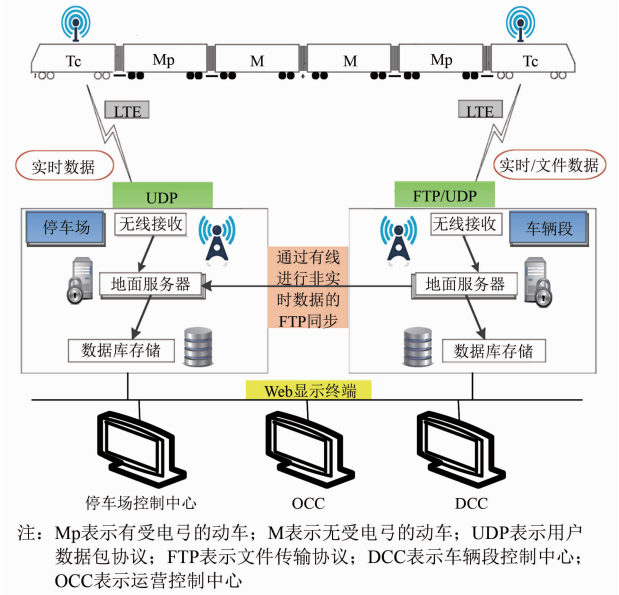 Tc
Mp
M
M
Mp
Tc
LTE
LTE
实时数据
实时/文件数据
UDP
FTP/UDP
停车场
无线接收
无线接收
车辆段
通过有线
进行非实
时数据的
FTP同步
地面服务器
地面服务器
数据库存储
数据库存储
Web显示终端
停车场控制中心
OCC
DCC
注：Mp表示有受电弓的动车；M表示无受电弓的动车；UDP表示用户
数据包协议；FTP表示文件传输协议；DCC表示车辆段控制中心；
OCC表示运营控制中心